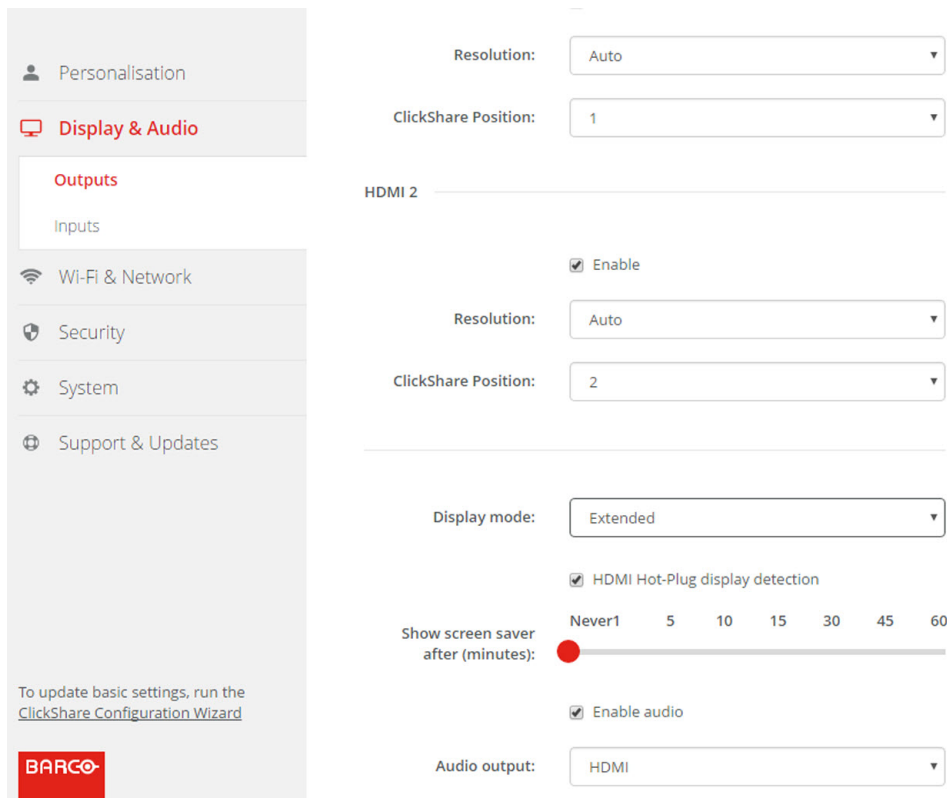 Personalisation
Display & Audio
Outputs
Inputs
Wi-Fi & Network
Security
System
Support & Updates
To update basic settings, run the
ClickShare Configuration Wizard
BARCO
Resolution: Auto
ClickShare Position: 1
HDMI 2
Enable
Resolution: Auto
ClickShare Position: 2
Display mode: Extended
HDMI Hot-Plug display detection
Never 1 5 10 15 30 45 60
Show screen saver
after (minutes):
Enable audio
Audio output: HDMI